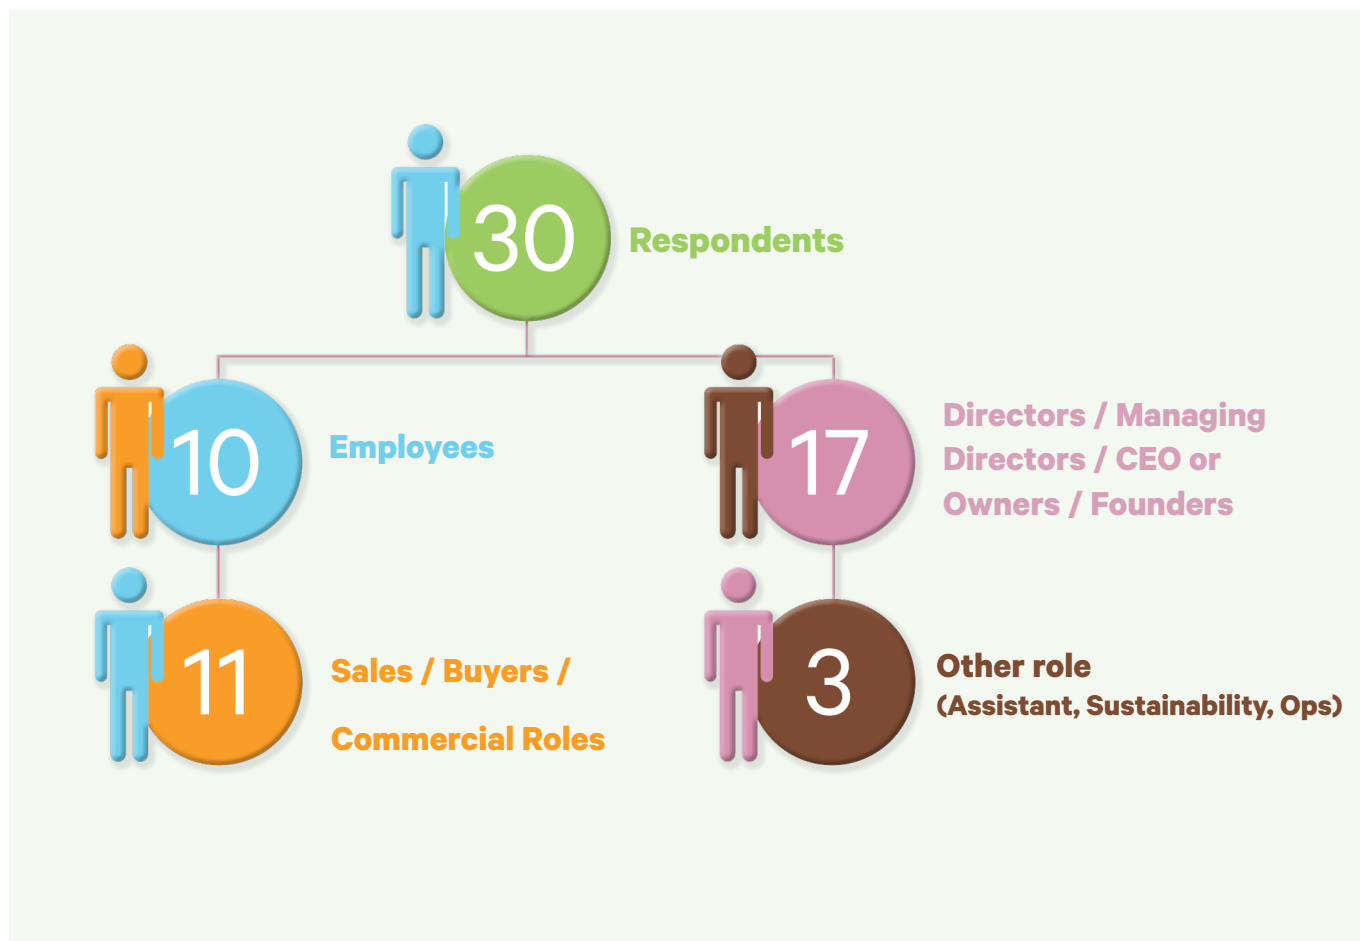 30
Respondents
10
Employees
17
Directors / Managing
Directors / CEO or
Owners / Founders
11
Sales / Buyers /
Commercial Roles
3
Other role
(Assistant, Sustainability, Ops)